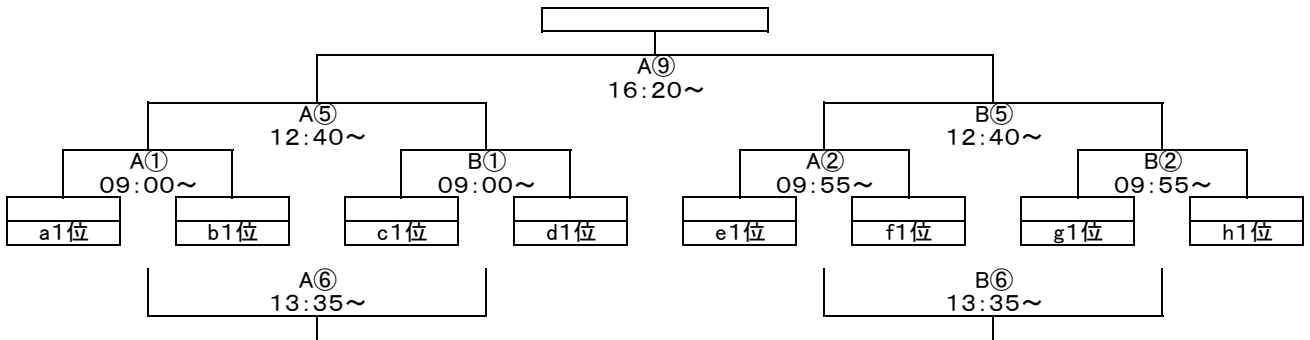 A⑨
16:20～
A⑤
12:40～
B⑤
12:40～
A①
09:00～
B①
09:00～
A②
09:55～
B②
09:55～
a1位
b1位
c1位
d1位
e1位
f1位
g1位
h1位
A⑥
13:35～
B⑥
13:35～